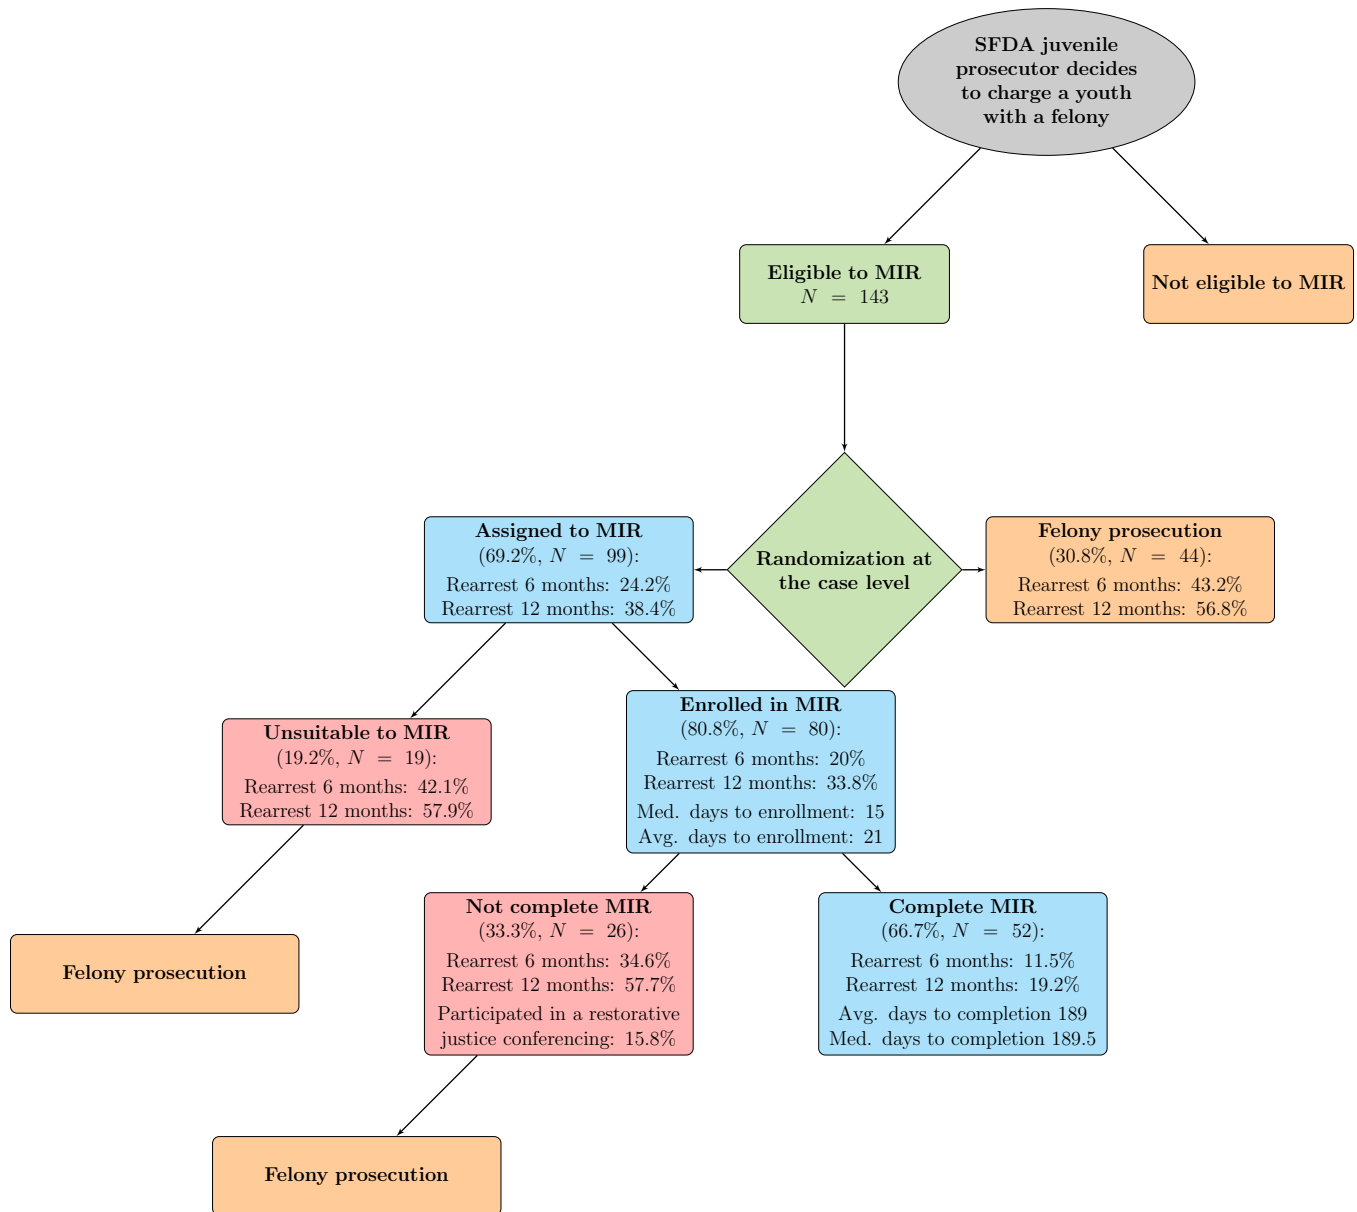 SFDA juvenile
prosecutor decides
to charge a youth
with a felony
Eligible to MIR
N = 143
Not eligible to MIR
Randomization at
the case level
Assigned to MIR
(69.2%, N = 99):
Rearrest 6 months: 24.2%
Rearrest 12 months: 38.4%
Felony prosecution
(30.8%, N = 44):
Rearrest 6 months: 43.2%
Rearrest 12 months: 56.8%
Unsuitable to MIR
(19.2%, N = 19):
Rearrest 6 months: 42.1%
Rearrest 12 months: 57.9%
Enrolled in MIR
(80.8%, N = 80):
Rearrest 6 months: 20%
Rearrest 12 months: 33.8%
Med. days to enrollment: 15
Avg. days to enrollment: 21
Felony prosecution
Not complete MIR
(33.3%, N = 26):
Rearrest 6 months: 34.6%
Rearrest 12 months: 57.7%
Participated in a restorative
justice conferencing: 15.8%
Complete MIR
(66.7%, N = 52):
Rearrest 6 months: 11.5%
Rearrest 12 months: 19.2%
Avg. days to completion 189
Med. days to completion 189.5
Felony prosecution